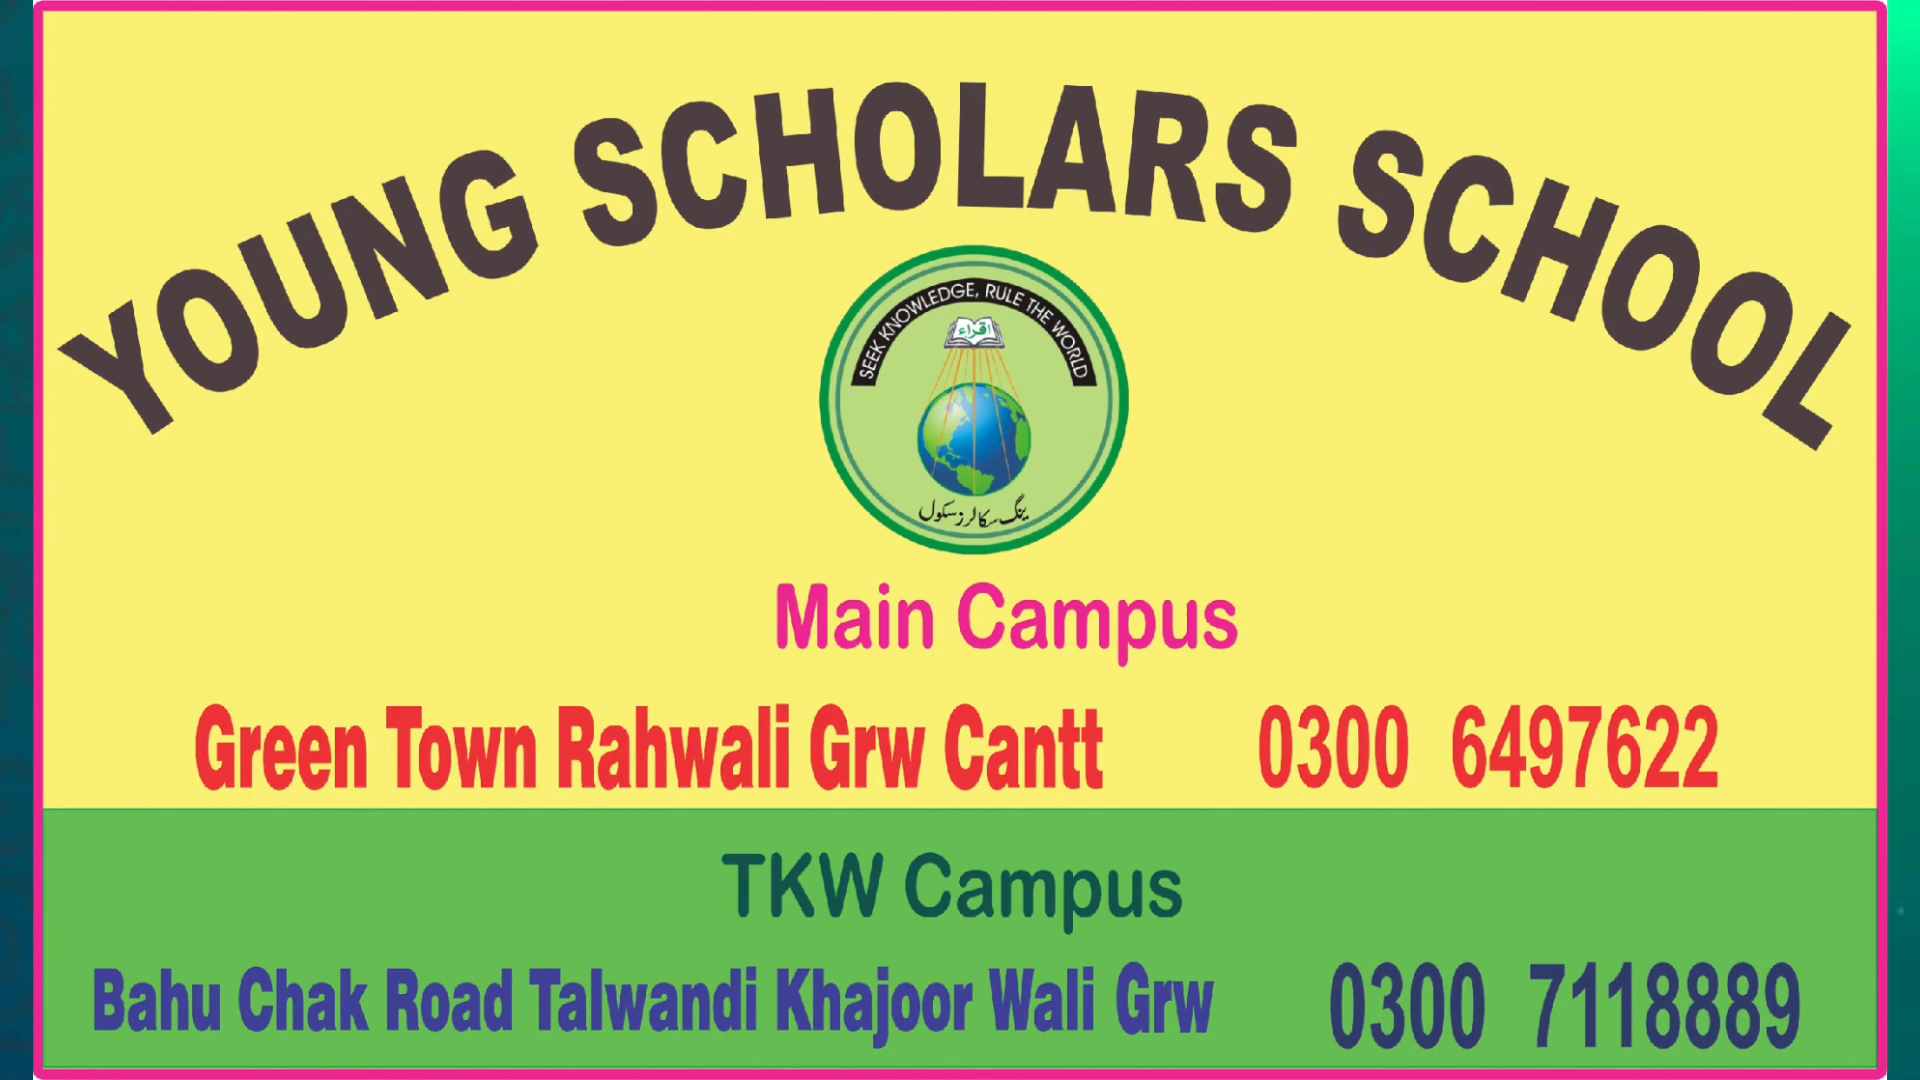 YOUNG SCHOLARS SCHOOL
SEEK KNOWLEDGE, RULE THE WORLD
اقراء
ینگ سکالرز سکول
Main Campus
Green Town Rahwali Grw Cantt 0300 6497622
TKW Campus
Bahu Chak Road Talwandi Khajoor Wali Grw 0300 7118889